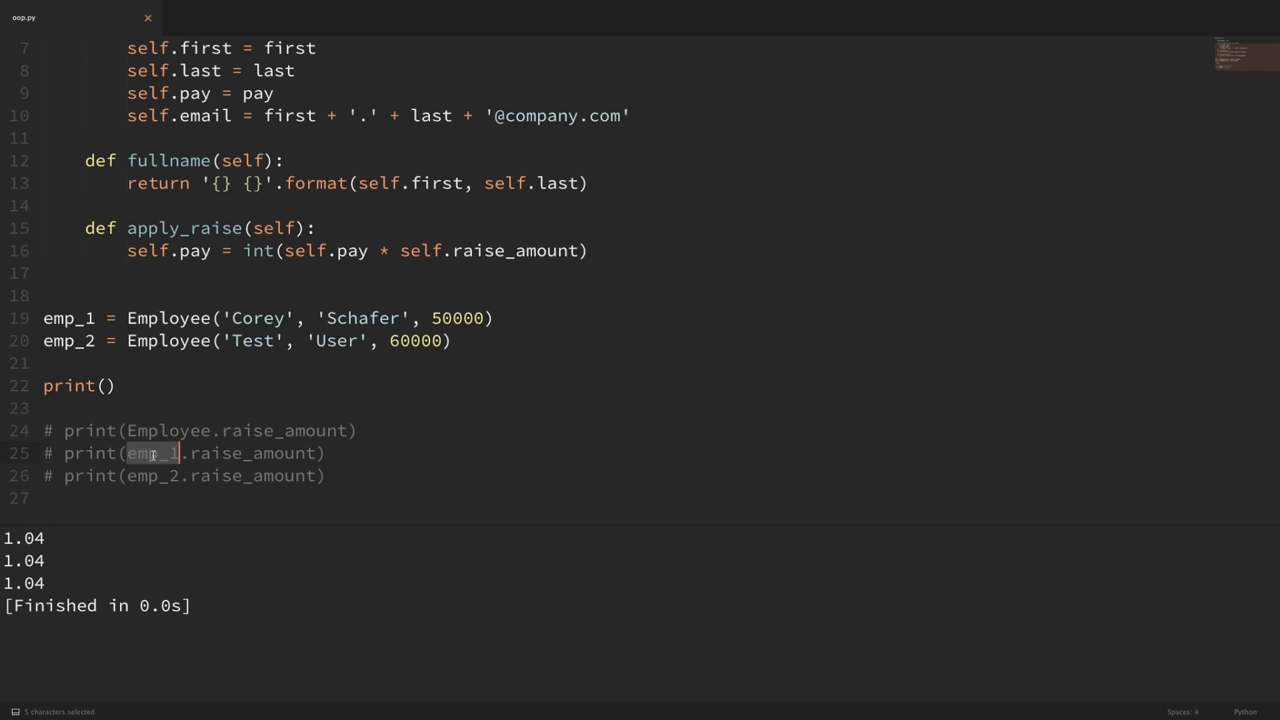 oop.py ×
7 self.first = first
8 self.last = last
9 self.pay = pay
10 self.email = first + '.' + last + '@company.com'
11
12 def fullname(self):
13 return '{} {}'.format(self.first, self.last)
14
15 def apply_raise(self):
16 self.pay = int(self.pay * self.raise_amount)
17
18
19 emp_1 = Employee('Corey', 'Schafer', 50000)
20 emp_2 = Employee('Test', 'User', 60000)
21
22 print()
23
24 # print(Employee.raise_amount)
25 # print(emp_1.raise_amount)
26 # print(emp_2.raise_amount)
27
1.04
1.04
1.04
[Finished in 0.0s]
5 characters selected Spaces: 4 Python